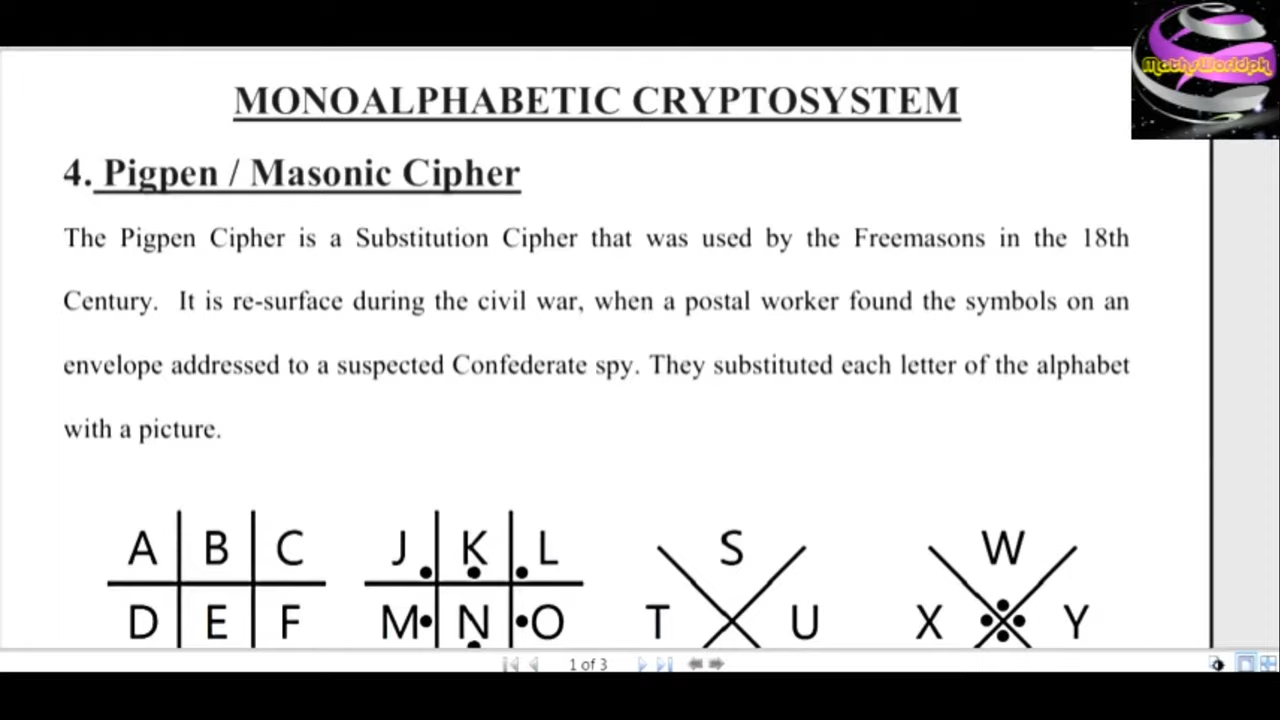 MathsWorldpk
MONOALPHABETIC CRYPTOSYSTEM
4. Pigpen / Masonic Cipher
The Pigpen Cipher is a Substitution Cipher that was used by the Freemasons in the 18th
Century. It is re-surface during the civil war, when a postal worker found the symbols on an
envelope addressed to a suspected Confederate spy. They substituted each letter of the alphabet
with a picture.
A B C J K L S W
D E F M N O T U X Y
1 of 3